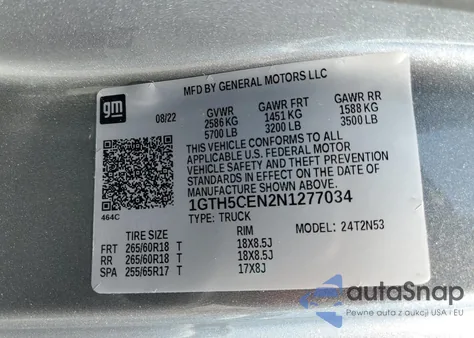 MFD BY GENERAL MOTORS LLC
gm
08/22
GVWR GAWR FRT GAWR RR
2586 KG 1451 KG 1588 KG
5700 LB 3200 LB 3500 LB
THIS VEHICLE CONFORMS TO ALL
APPLICABLE U.S. FEDERAL MOTOR
VEHICLE SAFETY AND THEFT PREVENTION
STANDARDS IN EFFECT ON THE DATE OF
MANUFACTURE SHOWN ABOVE.
1GTH5CEN2N1277034
464C
TYPE: TRUCK MODEL: 24T2N53
TIRE SIZE RIM
FRT 265/60R18 T 18X8.5J
RR 265/60R18 T 18X8.5J
SPA 255/65R17 T 17X8J
autoSnap
Pewne auta z aukcji USA i EU